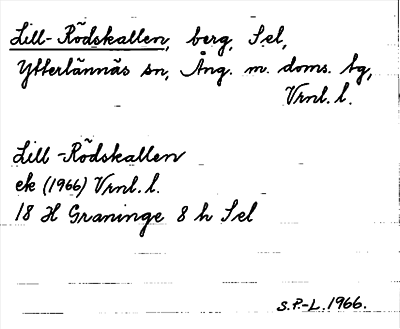 Lill-Rödskallen, berg, Sel,
Ytterlännäs sn, Ång. m. doms. tg,
Vrnl. l.
Lill-Rödskallen
ek (1966) Vrnl. l.
18 H Graninge 8 h Sel
S.P.-L. 1966.